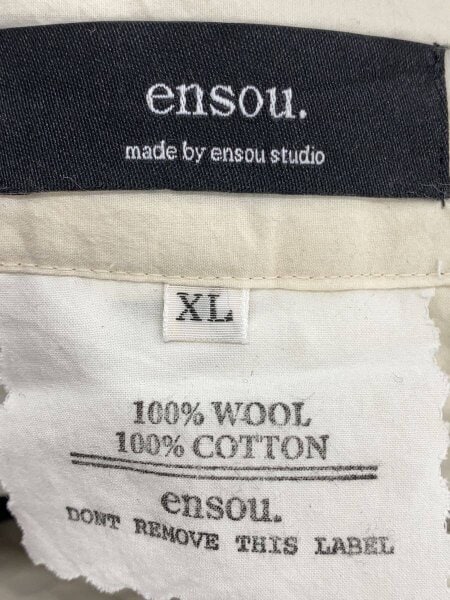 ensou.
made by ensou studio
XL
100% WOOL
100% COTTON
ensou.
DONT REMOVE THIS LABEL